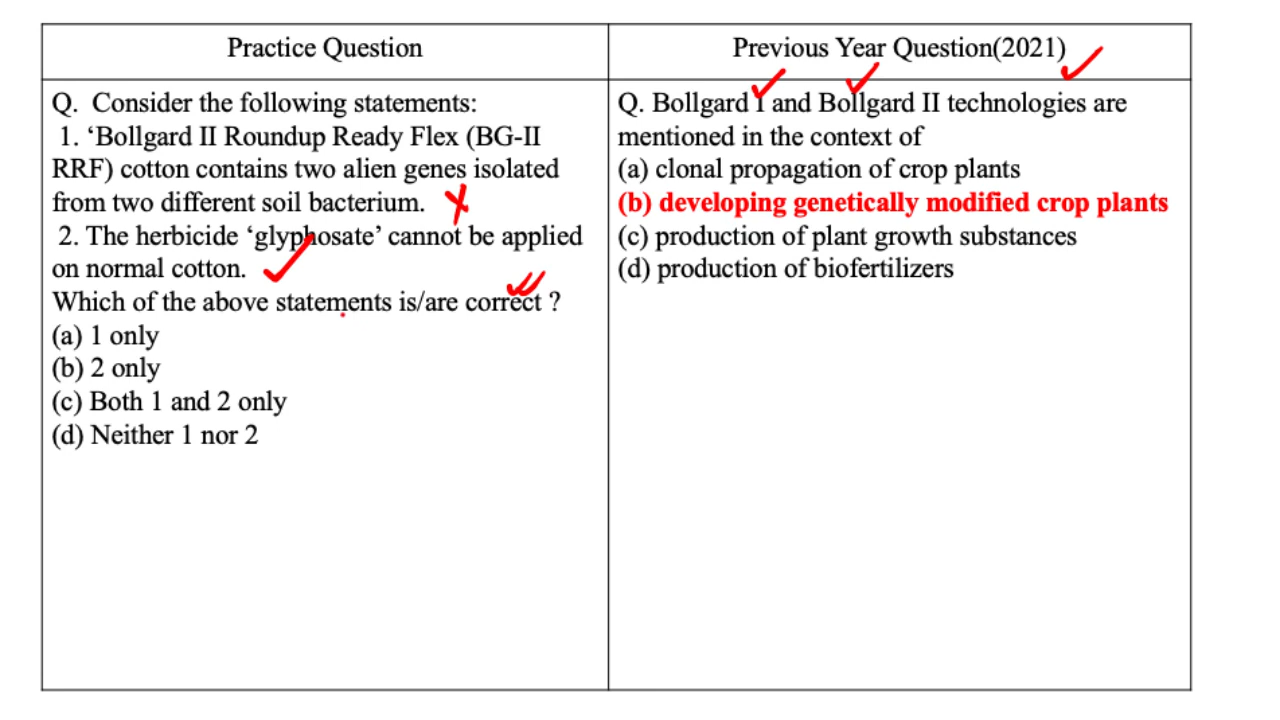 Practice Question
Previous Year Question(2021)
Q. Consider the following statements:
1. ‘Bollgard II Roundup Ready Flex (BG-II
RRF) cotton contains two alien genes isolated
from two different soil bacterium.
2. The herbicide ‘glyphosate’ cannot be applied
on normal cotton.
Which of the above statements is/are correct ?
(a) 1 only
(b) 2 only
(c) Both 1 and 2 only
(d) Neither 1 nor 2
Q. Bollgard I and Bollgard II technologies are
mentioned in the context of
(a) clonal propagation of crop plants
(b) developing genetically modified crop plants
(c) production of plant growth substances
(d) production of biofertilizers